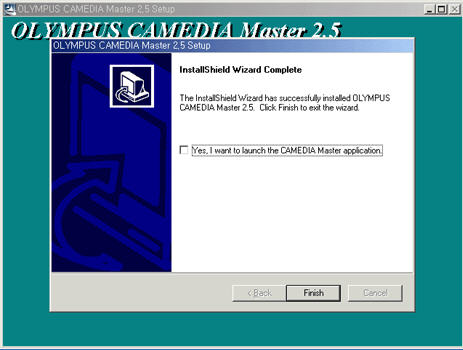 OLYMPUS CAMEDIA Master 2.5 Setup
OLYMPUS CAMEDIA Master 2.5
OLYMPUS CAMEDIA Master 2,5 Setup
InstallShield Wizard Complete
The InstallShield Wizard has successfully installed OLYMPUS
CAMEDIA Master 2.5. Click Finish to exit the wizard.
Yes, I want to launch the CAMEDIA Master application.
< Back
Finish
Cancel